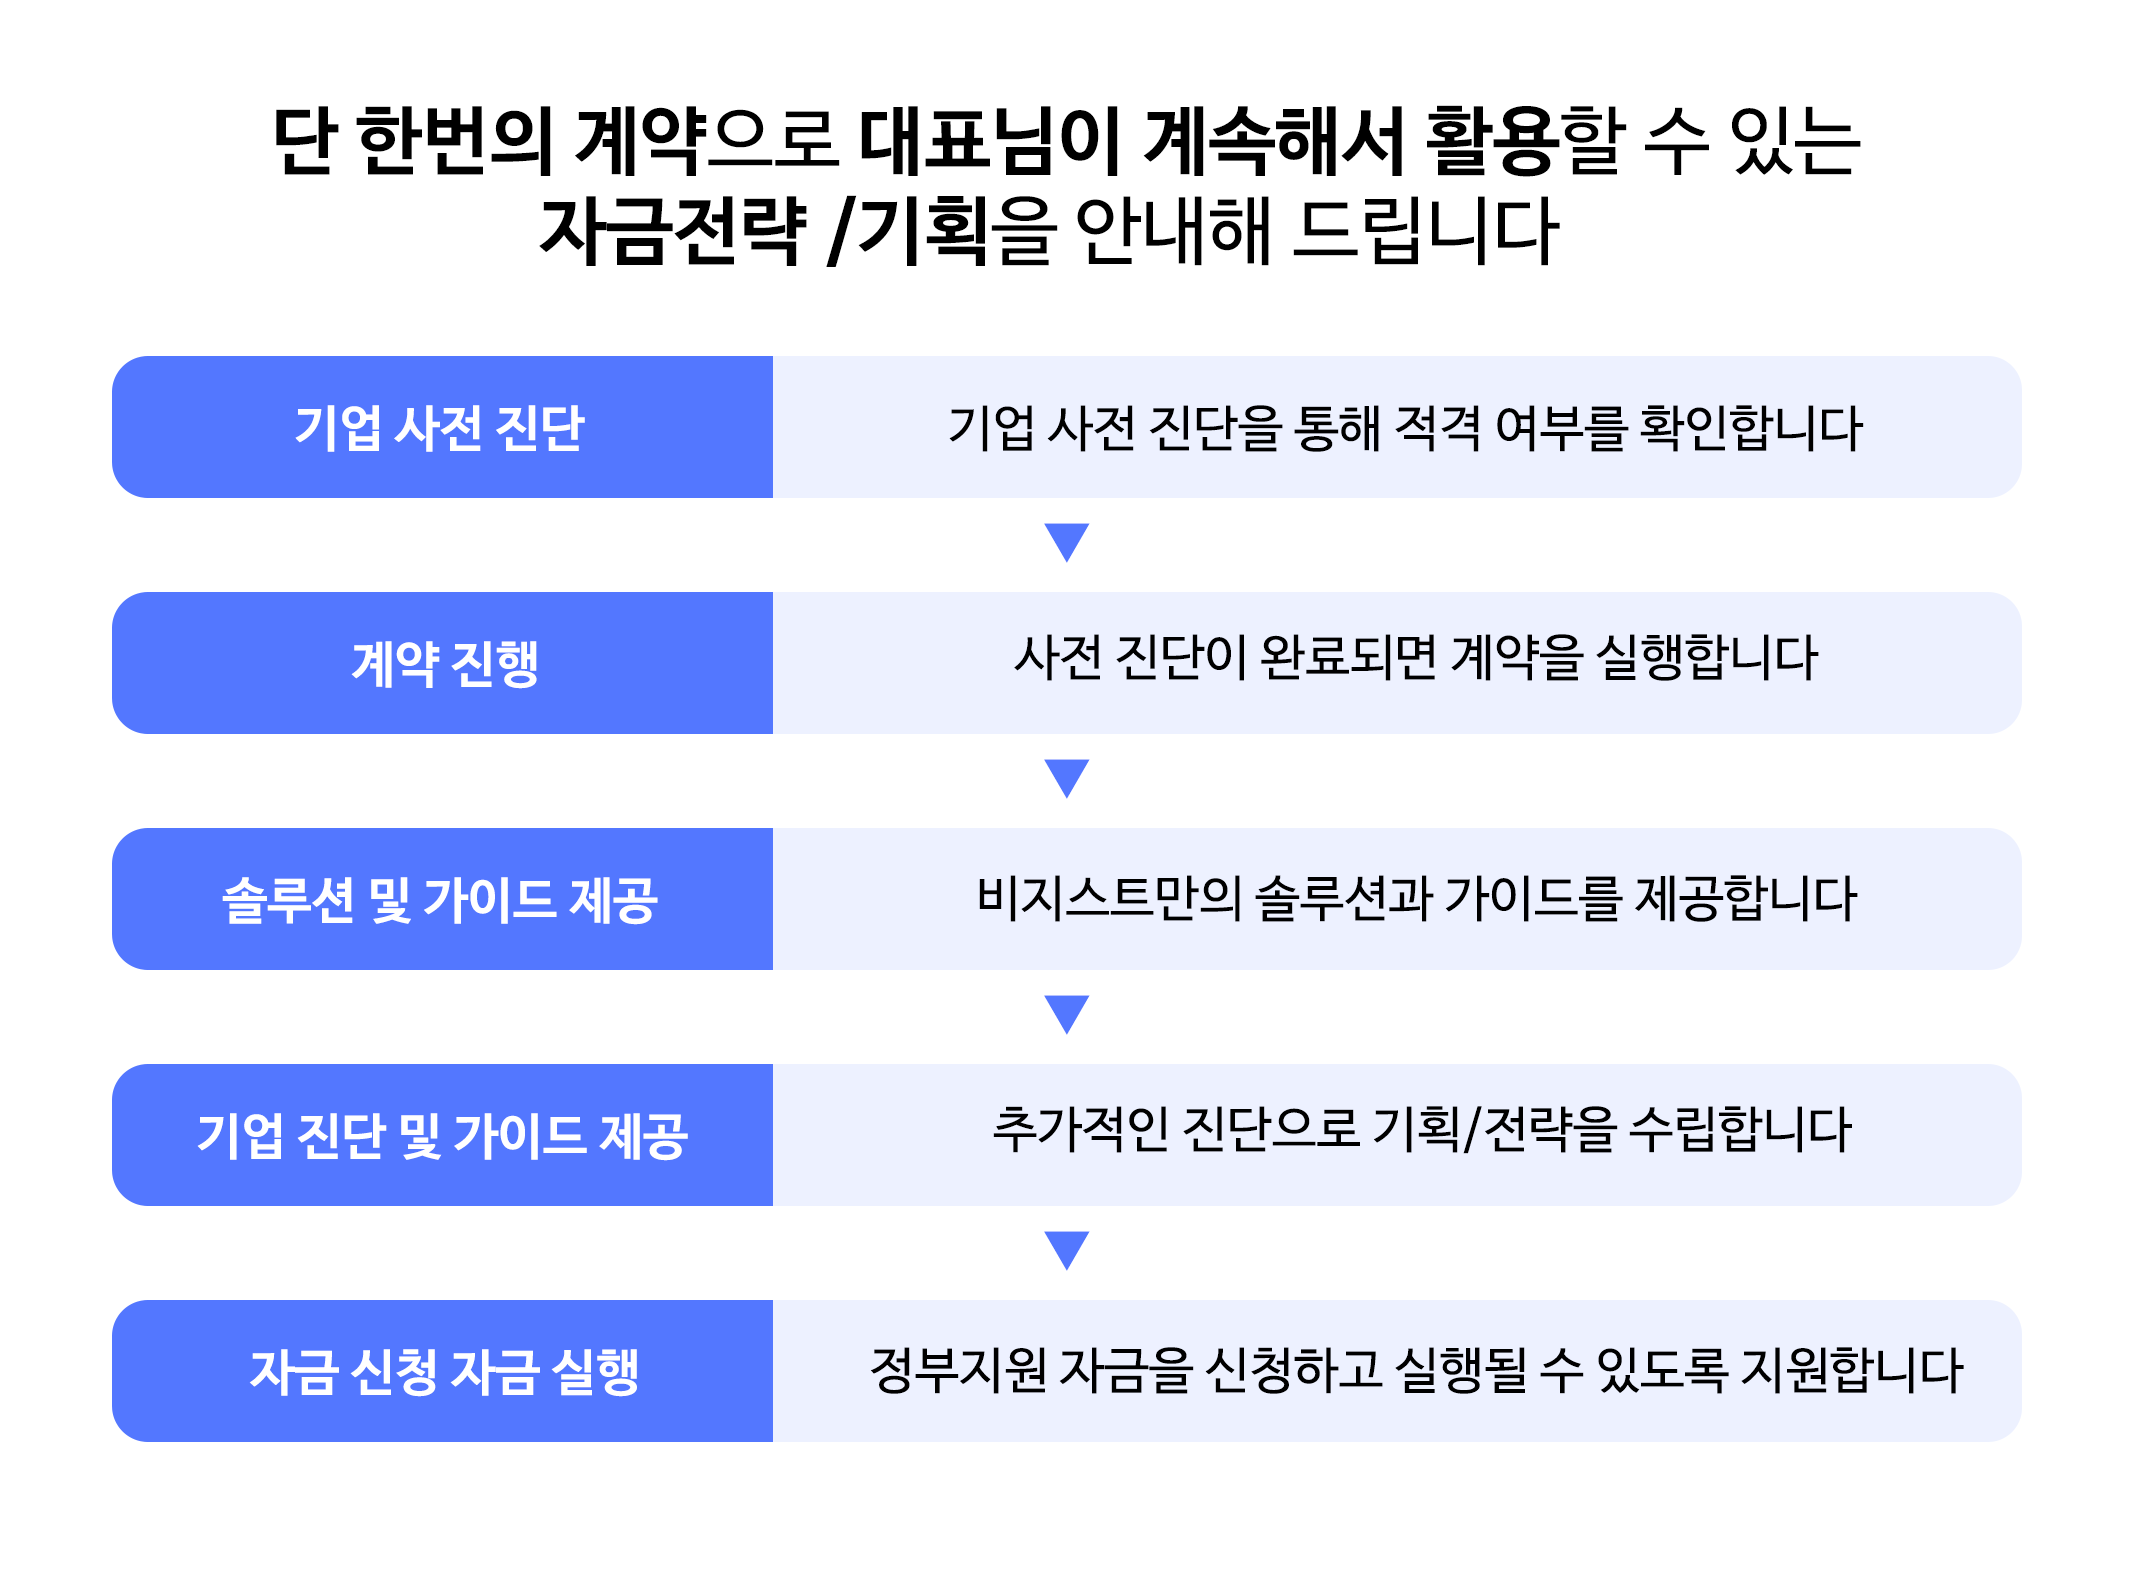 단 한번의 계약으로 대표님이 계속해서 활용할 수 있는
자금전략 /기획을 안내해 드립니다
기업 사전 진단
기업 사전 진단을 통해 적격 여부를 확인합니다
계약 진행
사전 진단이 완료되면 계약을 실행합니다
솔루션 및 가이드 제공
비지스트만의 솔루션과 가이드를 제공합니다
기업 진단 및 가이드 제공
추가적인 진단으로 기획/전략을 수립합니다
자금 신청 자금 실행
정부지원 자금을 신청하고 실행될 수 있도록 지원합니다